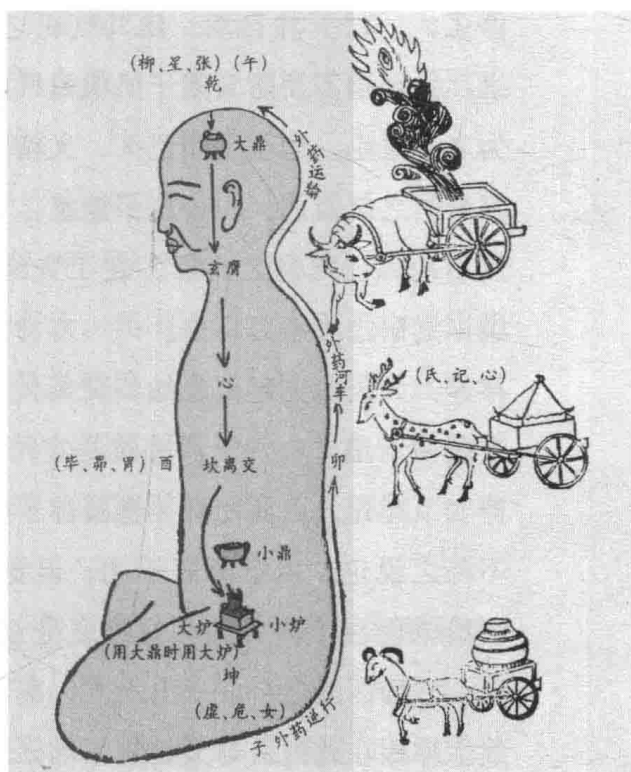 (柳、星、张) (午)
乾
大鼎
外药运龄
玄膺
外药河车
心
(氏、记、心)
(毕、昴、胃) 酉
坎离交
卯
小鼎
大炉
小炉
(用大鼎时用大炉)
坤
(虚、危、女)
子 外药逆行